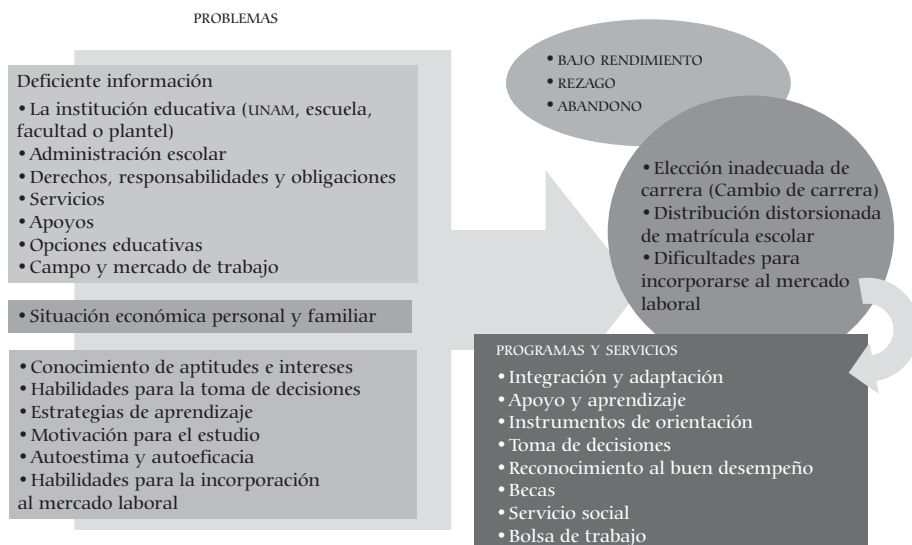 PROBLEMAS
Deficiente información
• La institución educativa (UNAM, escuela,
facultad o plantel)
• Administración escolar
• Derechos, responsabilidades y obligaciones
• Servicios
• Apoyos
• Opciones educativas
• Campo y mercado de trabajo
• Situación económica personal y familiar
• Conocimiento de aptitudes e intereses
• Habilidades para la toma de decisiones
• Estrategias de aprendizaje
• Motivación para el estudio
• Autoestima y autoeficacia
• Habilidades para la incorporación
al mercado laboral
• BAJO RENDIMIENTO
• REZAGO
• ABANDONO
• Elección inadecuada de
carrera (Cambio de carrera)
• Distribución distorsionada
de matrícula escolar
• Dificultades para
incorporarse al mercado
laboral
PROGRAMAS Y SERVICIOS
• Integración y adaptación
• Apoyo y aprendizaje
• Instrumentos de orientación
• Toma de decisiones
• Reconocimiento al buen desempeño
• Becas
• Servicio social
• Bolsa de trabajo